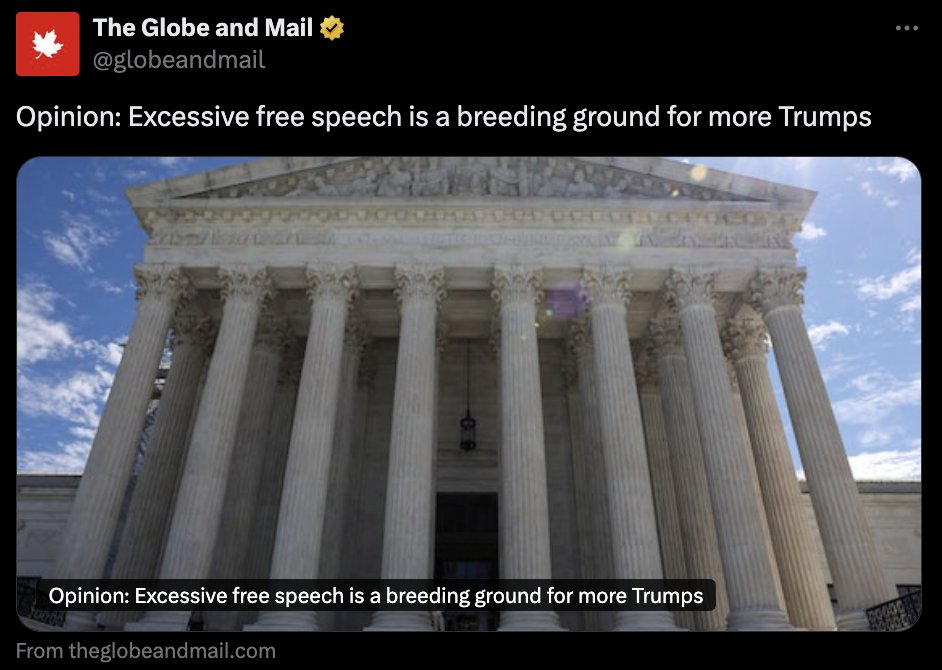 The Globe and Mail
@globeandmail
Opinion: Excessive free speech is a breeding ground for more Trumps
Opinion: Excessive free speech is a breeding ground for more Trumps
From theglobeandmail.com